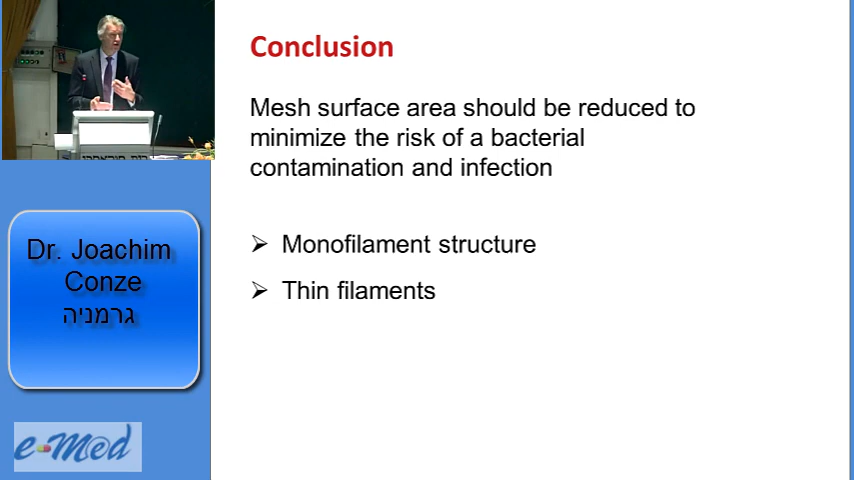 Conclusion
Mesh surface area should be reduced to
minimize the risk of a bacterial
contamination and infection
➢ Monofilament structure
➢ Thin filaments
Dr. Joachim
Conze
גרמניה
e-Med